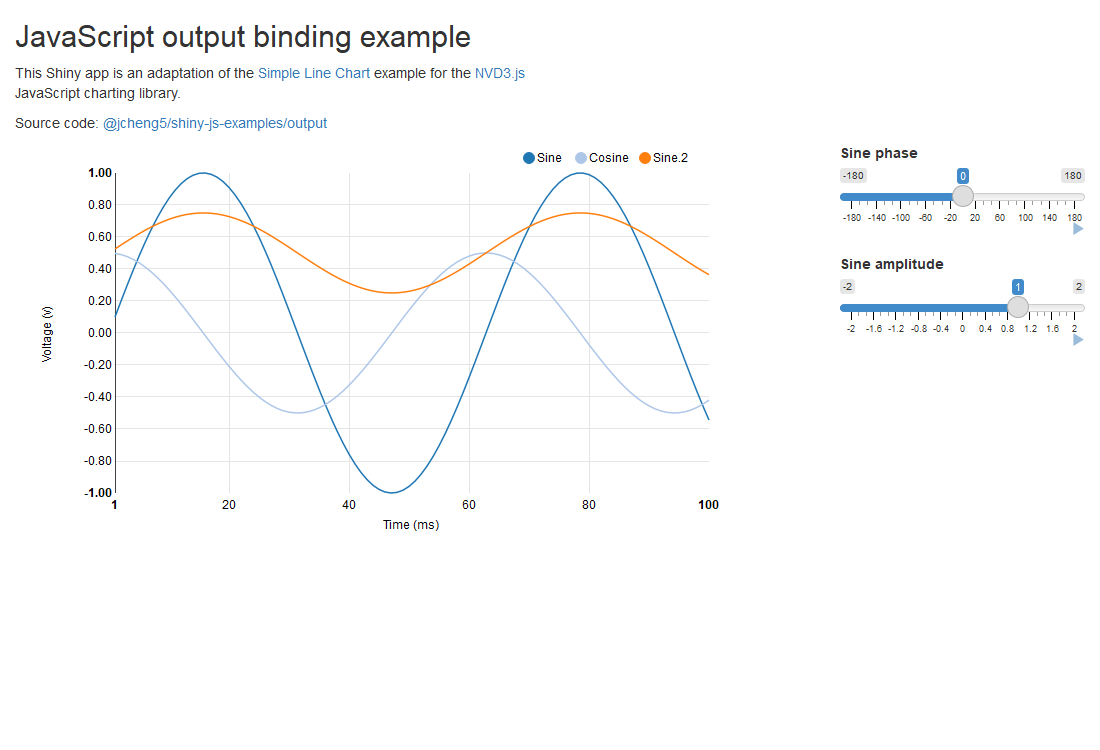 JavaScript output binding example
This Shiny app is an adaptation of the Simple Line Chart example for the NVD3.js
JavaScript charting library.
Source code: @jcheng5/shiny-js-examples/output
Sine Cosine Sine.2
1.00
0.80
0.60
0.40
0.20
0.00
-0.20
-0.40
-0.60
-0.80
-1.00
Voltage (v)
1 20 40 60 80 100
Time (ms)
Sine phase
-180 0 180
-180 -140 -100 -60 -20 20 60 100 140 180
Sine amplitude
-2 1 2
-2 -1.6 -1.2 -0.8 -0.4 0 0.4 0.8 1.2 1.6 2